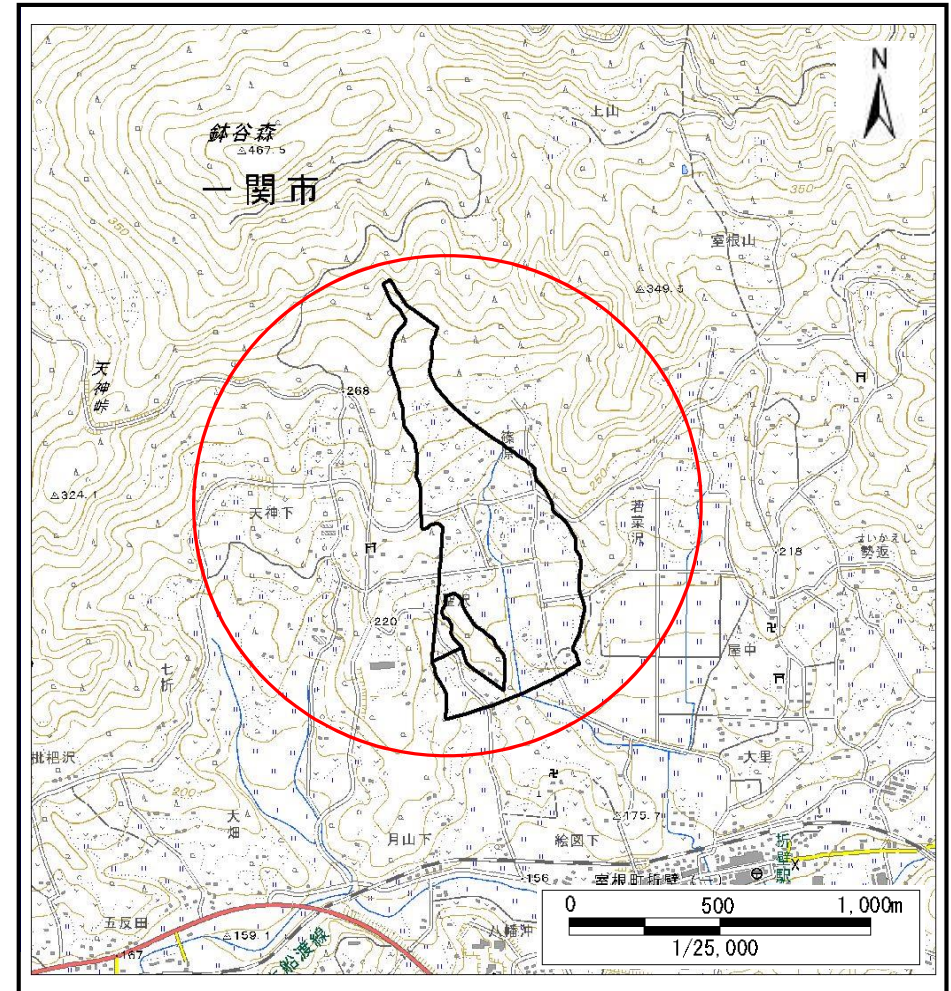 N
上山
鉢谷森
467.5
一関市
350
350
室根山
349.5
天神峠
268
篠原
250
324.1
天神下
若菜沢
218
さいかえし
勢返
220
屋中
七折
枇杷沢
大里
200
大畑
175.7
月山下
絵図下
折壁駅
156
室根町折壁
五反田
159.1
八幡沖
167
船渡線
0 500 1,000m
1/25,000